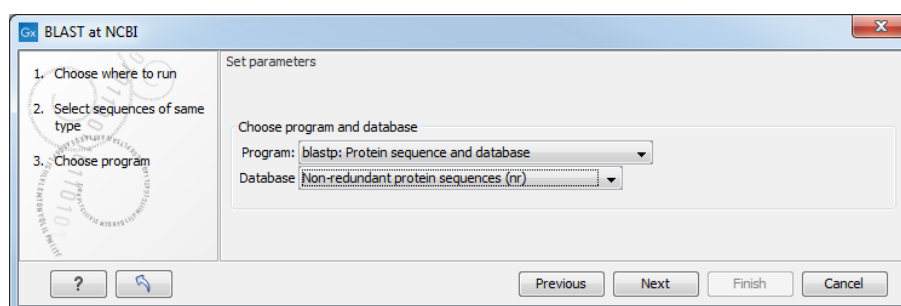 Gx BLAST at NCBI
1. Choose where to run
2. Select sequences of same
type
3. Choose program
Set parameters
Choose program and database
Program: blastp: Protein sequence and database
Database Non-redundant protein sequences (nr)
?
Previous Next Finish Cancel